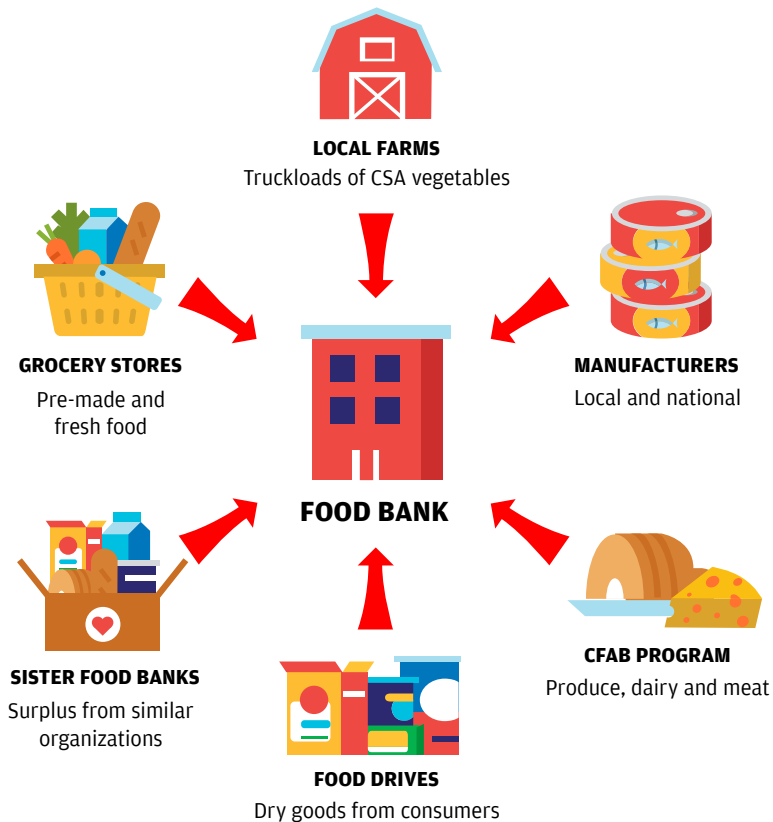 LOCAL FARMS
Truckloads of CSA vegetables
GROCERY STORES
Pre-made and
fresh food
MANUFACTURERS
Local and national
FOOD BANK
SISTER FOOD BANKS
Surplus from similar
organizations
CFAB PROGRAM
Produce, dairy and meat
FOOD DRIVES
Dry goods from consumers